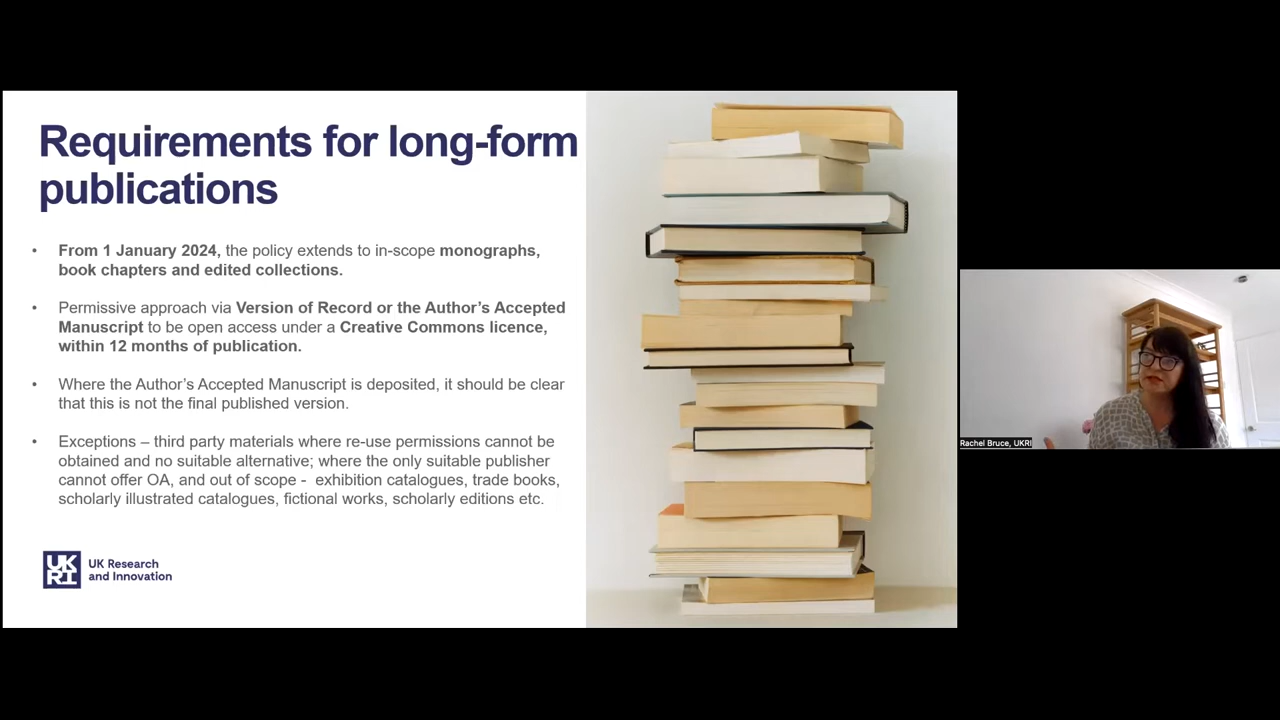 Requirements for long-form
publications
• From 1 January 2024, the policy extends to in-scope monographs,
book chapters and edited collections.
• Permissive approach via Version of Record or the Author’s Accepted
Manuscript to be open access under a Creative Commons licence,
within 12 months of publication.
• Where the Author’s Accepted Manuscript is deposited, it should be clear
that this is not the final published version.
• Exceptions – third party materials where re-use permissions cannot be
obtained and no suitable alternative; where the only suitable publisher
cannot offer OA, and out of scope - exhibition catalogues, trade books,
scholarly illustrated catalogues, fictional works, scholarly editions etc.
UK
RI
UK Research
and Innovation
Rachel Bruce, UKRI